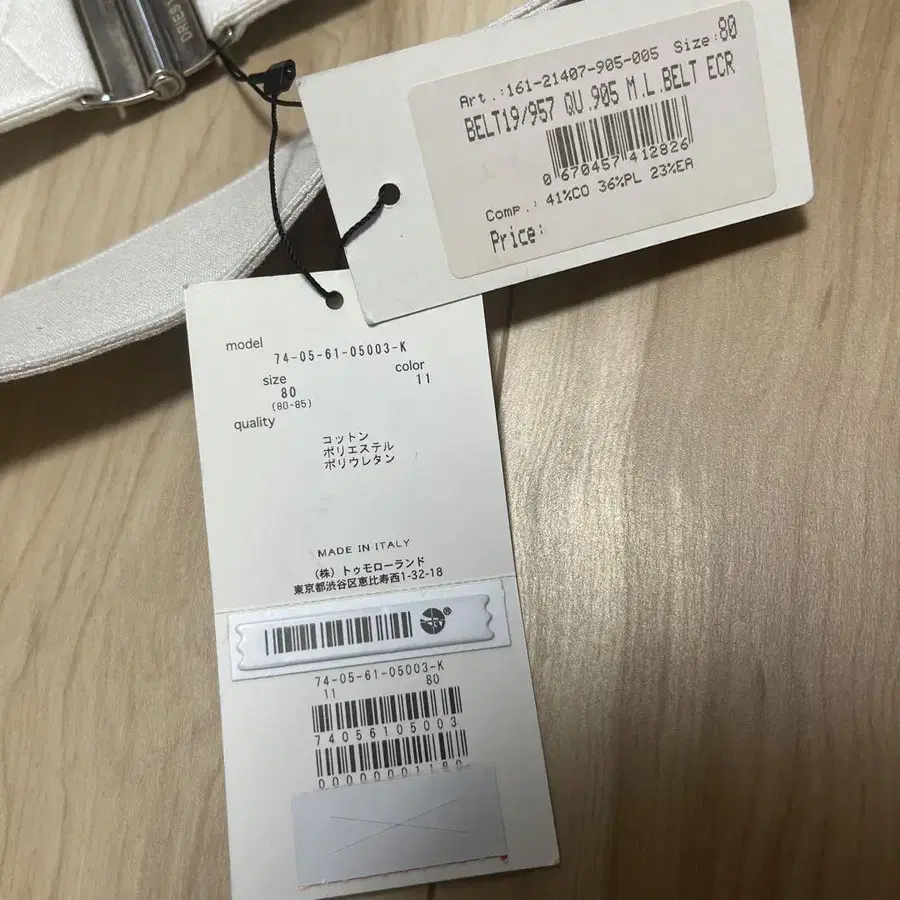 DRIES
Art.:161-21407-905-005 Size:80
BELT19/957 QU.905 M.L.BELT ECR
0 670457 412826
Comp.: 41%CO 36%PL 23%EA
Price:
model
74-05-61-05003-K
size color
80 11
(80-85)
quality
コットン
ポリエステル
ポリウレタン
MADE IN ITALY
(株)トゥモローランド
東京都渋谷区恵比寿西1-32-18
®
74-05-61-05003-K
11 80
74056105003
00000001180